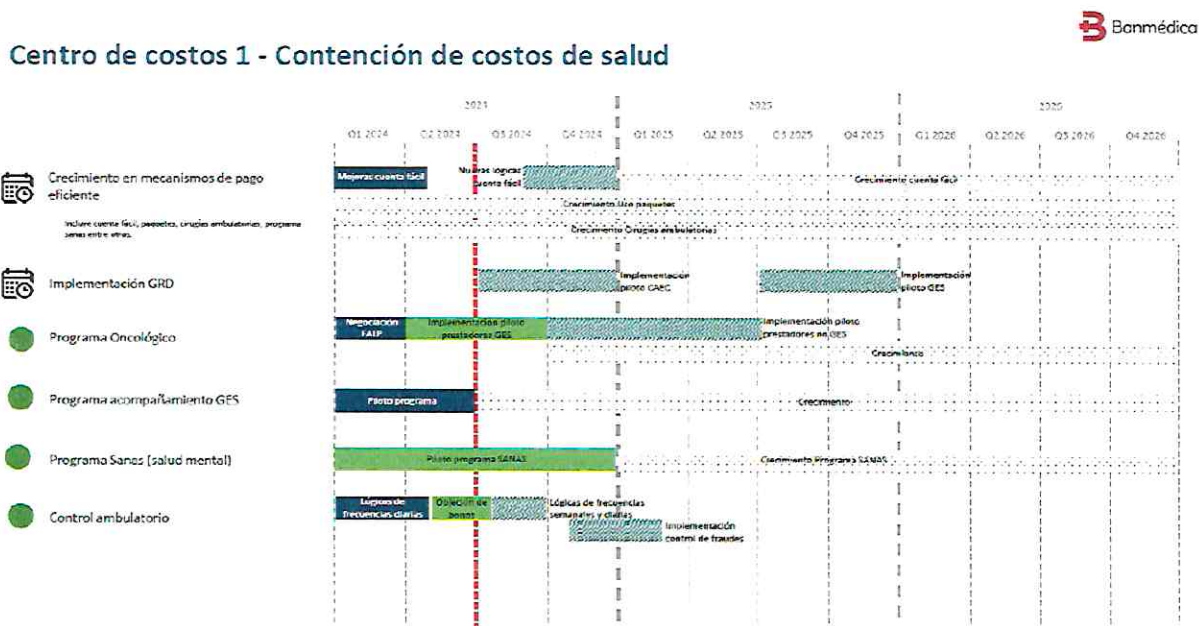 Banmédica
Centro de costos 1 - Contención de costos de salud
2024
2025
2026
Q1 2024
Q2 2024
Q3 2024
Q4 2024
Q1 2025
Q2 2025
Q3 2025
Q4 2025
Q1 2026
Q2 2026
Q3 2026
Q4 2026
Crecimiento en mecanismos de pago
eficiente
Incluye cuenta fácil, paquetes, cirugías ambulatorias, programa
sanas entre otras.
Mejoras cuenta fácil
Nuevas lógicas
cuenta fácil
Crecimiento cuenta fácil
Crecimiento Uso paquetes
Crecimiento Cirugías ambulatorias
Implementación GRD
Implementación
piloto CAEC
Implementación
piloto GES
Programa Oncológico
Negociación
FALP
Implementación piloto
prestadores GES
Implementación piloto
prestadores no GES
Crecimiento
Programa acompañamiento GES
Piloto programa
Crecimiento
Programa Sanas (salud mental)
Piloto programa SANAS
Crecimiento Programa SANAS
Control ambulatorio
Lógicas de
frecuencias diarias
Objeción de
bonos
Lógicas de frecuencias
semanales y diarias
Implementación
control de fraudes